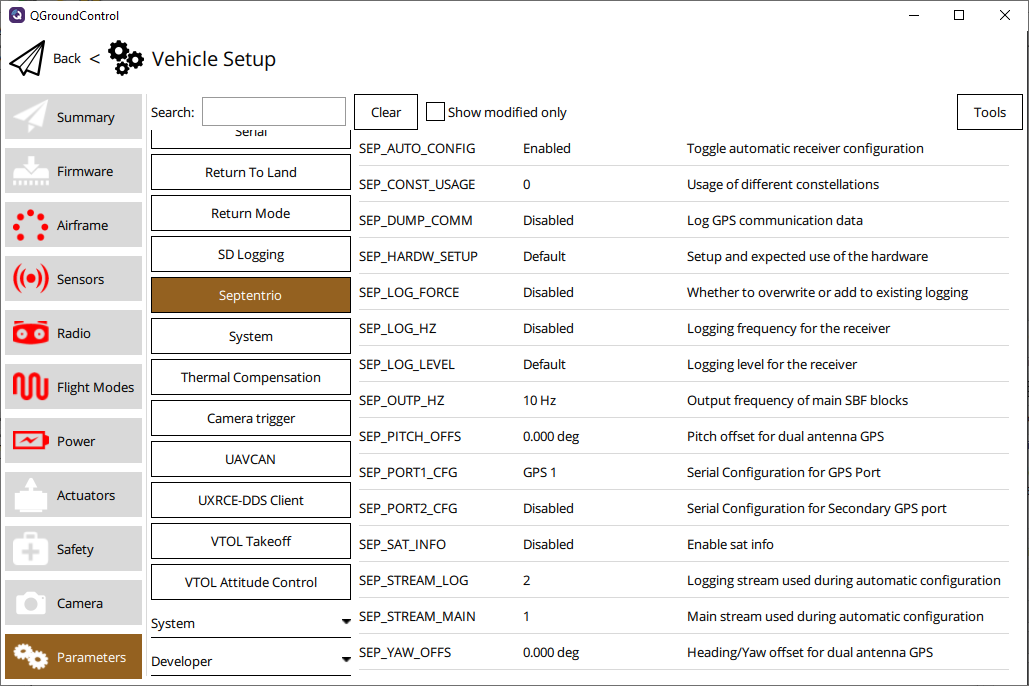 QGroundControl
Back < Vehicle Setup
Summary
Firmware
Airframe
Sensors
Radio
Flight Modes
Power
Actuators
Safety
Camera
Parameters
Search: Clear Show modified only Tools
Serial
Return To Land
Return Mode
SD Logging
Septentrio
System
Thermal Compensation
Camera trigger
UAVCAN
UXRCE-DDS Client
VTOL Takeoff
VTOL Attitude Control
System
Developer
SEP_AUTO_CONFIG Enabled Toggle automatic receiver configuration
SEP_CONST_USAGE 0 Usage of different constellations
SEP_DUMP_COMM Disabled Log GPS communication data
SEP_HARDW_SETUP Default Setup and expected use of the hardware
SEP_LOG_FORCE Disabled Whether to overwrite or add to existing logging
SEP_LOG_HZ Disabled Logging frequency for the receiver
SEP_LOG_LEVEL Default Logging level for the receiver
SEP_OUTP_HZ 10 Hz Output frequency of main SBF blocks
SEP_PITCH_OFFS 0.000 deg Pitch offset for dual antenna GPS
SEP_PORT1_CFG GPS 1 Serial Configuration for GPS Port
SEP_PORT2_CFG Disabled Serial Configuration for Secondary GPS port
SEP_SAT_INFO Disabled Enable sat info
SEP_STREAM_LOG 2 Logging stream used during automatic configuration
SEP_STREAM_MAIN 1 Main stream used during automatic configuration
SEP_YAW_OFFS 0.000 deg Heading/Yaw offset for dual antenna GPS